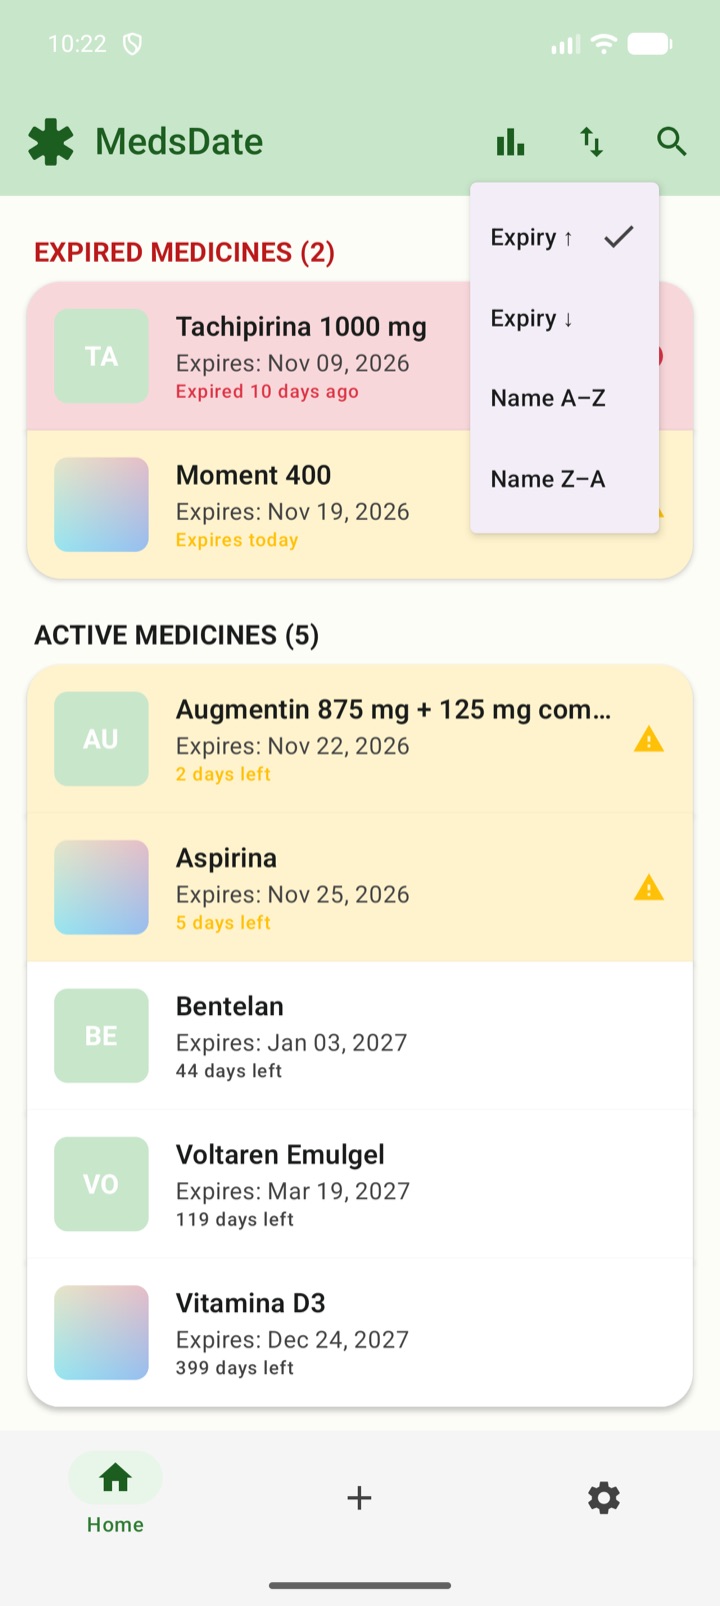 10:22
MedsDate
Expiry ↑
Expiry ↓
Name A–Z
Name Z–A
EXPIRED MEDICINES (2)
TA
Tachipirina 1000 mg
Expires: Nov 09, 2026
Expired 10 days ago
Moment 400
Expires: Nov 19, 2026
Expires today
ACTIVE MEDICINES (5)
AU
Augmentin 875 mg + 125 mg com...
Expires: Nov 22, 2026
2 days left
Aspirina
Expires: Nov 25, 2026
5 days left
BE
Bentelan
Expires: Jan 03, 2027
44 days left
VO
Voltaren Emulgel
Expires: Mar 19, 2027
119 days left
Vitamina D3
Expires: Dec 24, 2027
399 days left
Home